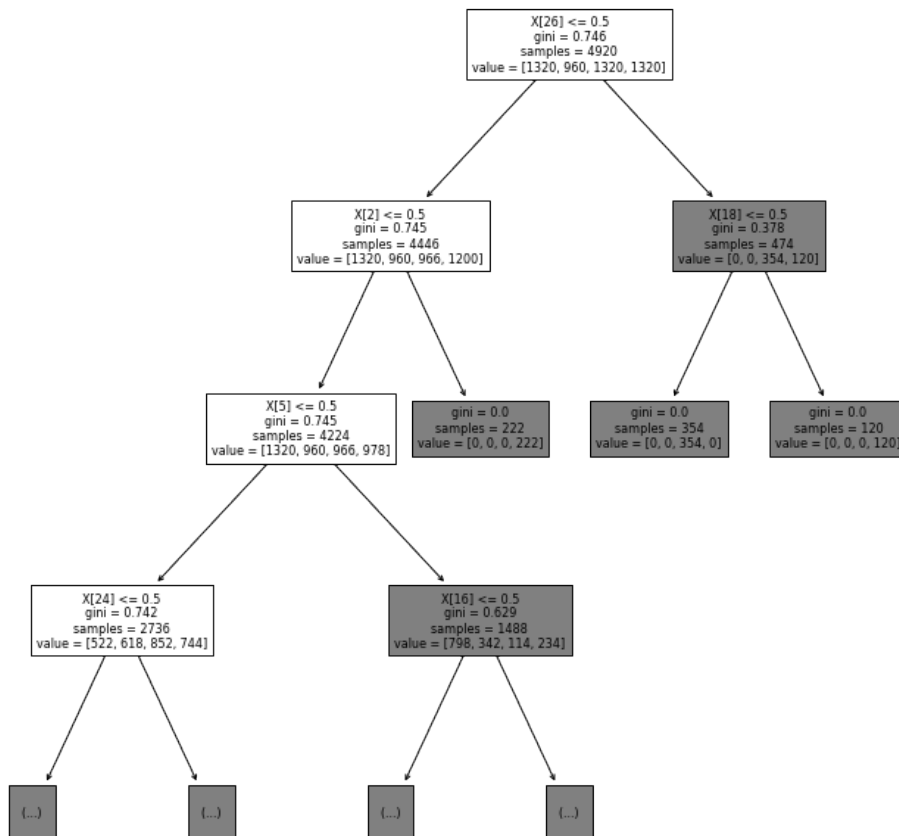 X[26] <= 0.5
gini = 0.746
samples = 4920
value = [1320, 960, 1320, 1320]
X[2] <= 0.5
gini = 0.745
samples = 4446
value = [1320, 960, 966, 1200]
X[18] <= 0.5
gini = 0.378
samples = 474
value = [0, 0, 354, 120]
X[5] <= 0.5
gini = 0.745
samples = 4224
value = [1320, 960, 966, 978]
gini = 0.0
samples = 222
value = [0, 0, 0, 222]
gini = 0.0
samples = 354
value = [0, 0, 354, 0]
gini = 0.0
samples = 120
value = [0, 0, 0, 120]
X[24] <= 0.5
gini = 0.742
samples = 2736
value = [522, 618, 852, 744]
X[16] <= 0.5
gini = 0.629
samples = 1488
value = [798, 342, 114, 234]
(...)
(...)
(...)
(...)